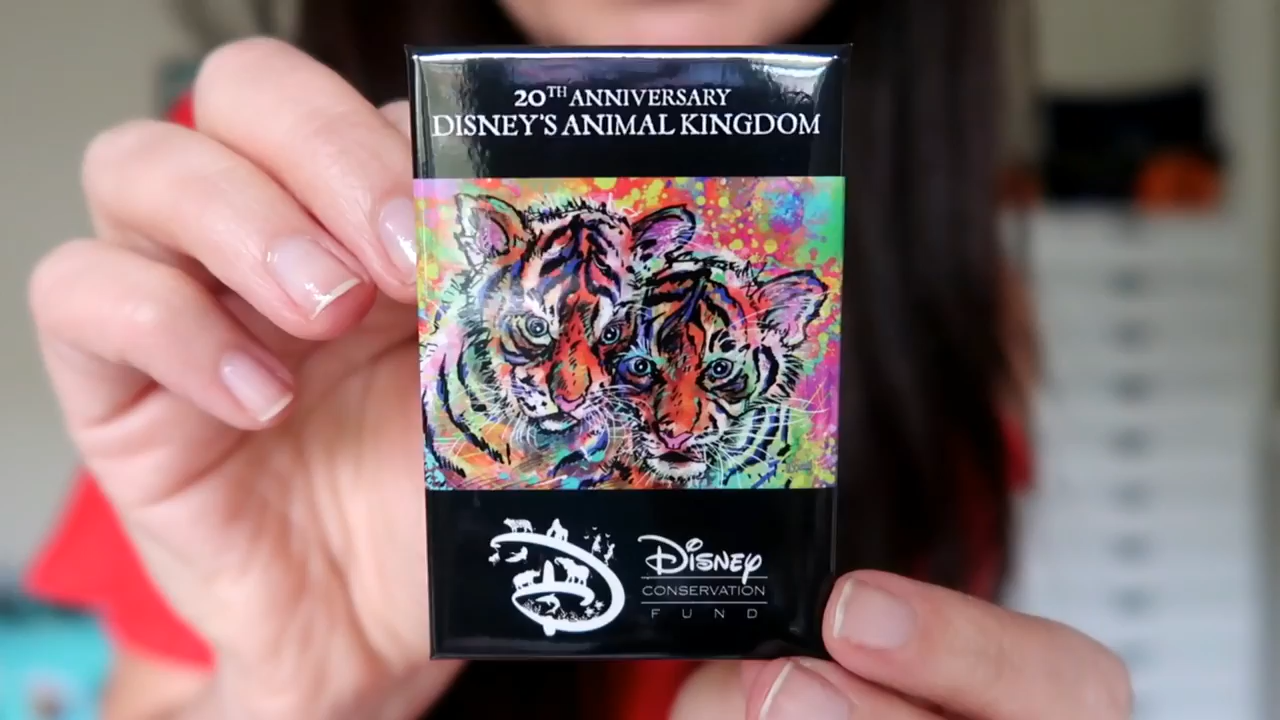 20TH ANNIVERSARY
DISNEY'S ANIMAL KINGDOM
Disney
CONSERVATION
FUND